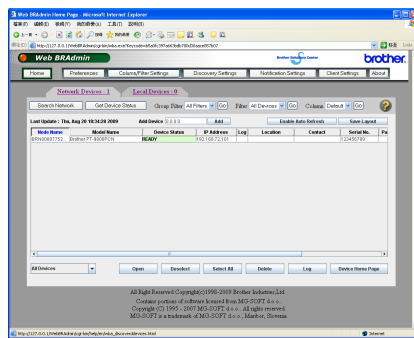 Web BRAdmin Home Page - Microsoft Internet Explorer
Web BRAdmin
Brother Solutions Center
brother.
Home
Preferences
Column/Filter Settings
Discovery Settings
Notification Settings
Client Settings
About
Network Devices : 1
Local Devices : 0
Search Network
Get Device Status
Group Filter
All Filters
Go
Filter
All Devices
Go
Column
Default
Go
Last Update : Thu, Aug 20 18:34:28 2009
Add Device
0.0.0.0
Add
Enable Auto Refresh
Save Layout
Node Name
Model Name
Device Status
IP Address
Log
Location
Contact
Serial No.
Pa
Brother PT-9800PCN
READY
192.168.72.101
123456789
All Devices
Open
Deselect
Select All
Delete
Log
Device Home Page
All Right Reserved Copyright(c)1998-2009 Brother Industries,Ltd
Contains portions of software licensed from MG-SOFT d.o.o..
Copyright (C) 1995 - 2007 MG-SOFT d.o.o.. All rights reserved.
MG-SOFT is a trademark of MG-SOFT d.o.o., Maribor, Slovenia.
Internet